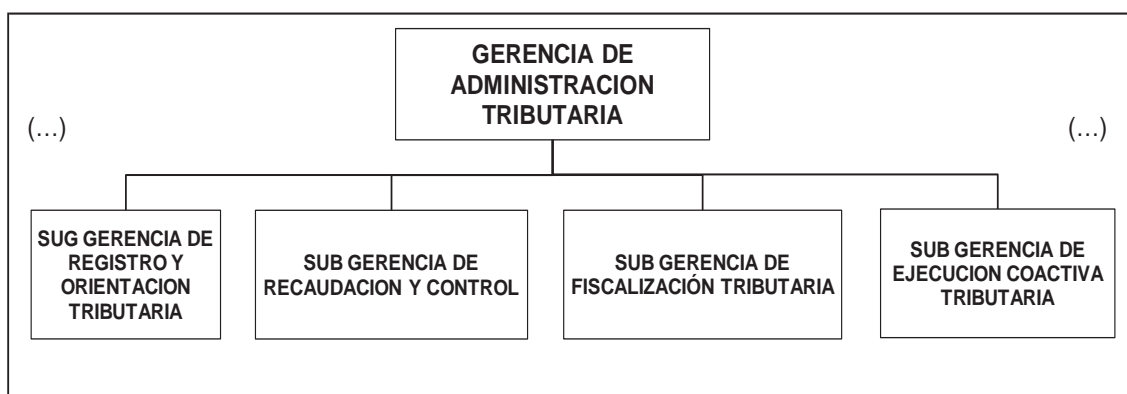 GERENCIA DE
ADMINISTRACION
TRIBUTARIA
(...)
(...)
SUG GERENCIA DE
REGISTRO Y
ORIENTACION
TRIBUTARIA
SUB GERENCIA DE
RECAUDACION Y CONTROL
SUB GERENCIA DE
FISCALIZACIÓN TRIBUTARIA
SUB GERENCIA DE
EJECUCION COACTIVA
TRIBUTARIA